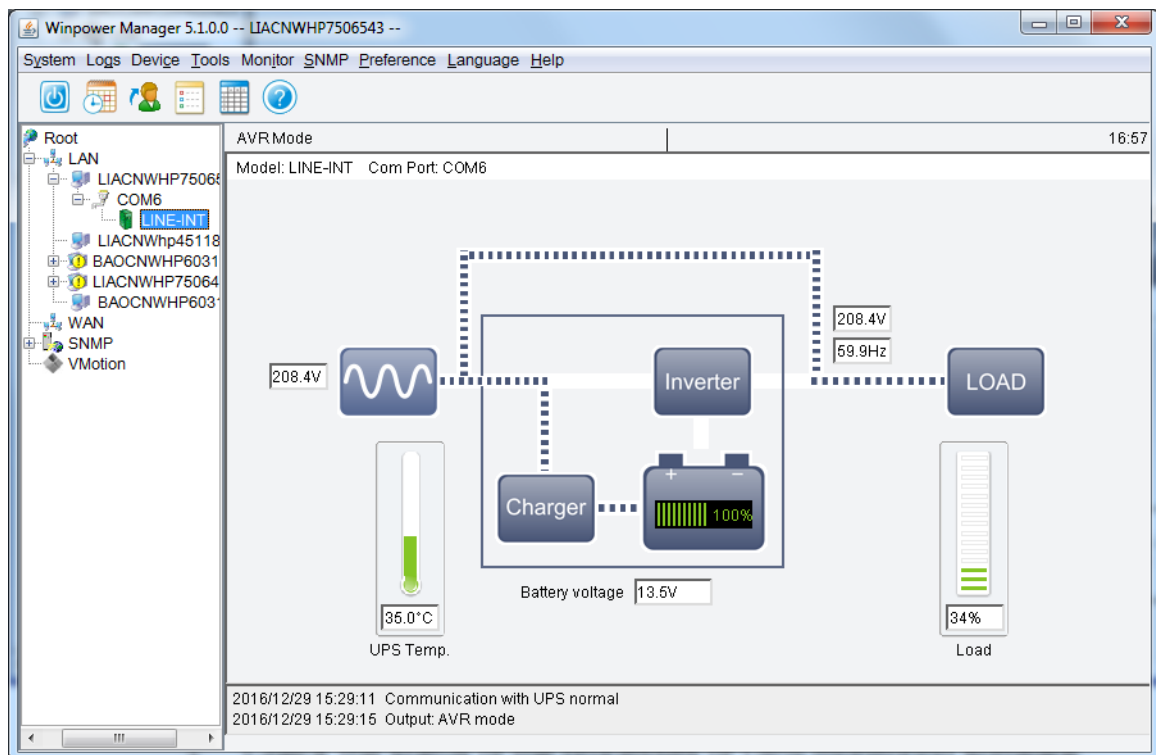 Winpower Manager 5.1.0.0 -- LIACNWHP7506543 --
System Logs Device Tools Monitor SNMP Preference Language Help
Root
LAN
LIACNWHP7506
COM6
LINE-INT
LIACNWhp45118
BAOCNWHP6031
LIACNWHP75064
BAOCNWHP603
WAN
SNMP
VMotion
AVR Mode
16:57
Model: LINE-INT Com Port: COM6
208.4V
59.9Hz
208.4V
Inverter
LOAD
+ −
Charger
100%
Battery voltage 13.5V
35.0°C
34%
UPS Temp.
Load
2016/12/29 15:29:11 Communication with UPS normal
2016/12/29 15:29:15 Output: AVR mode